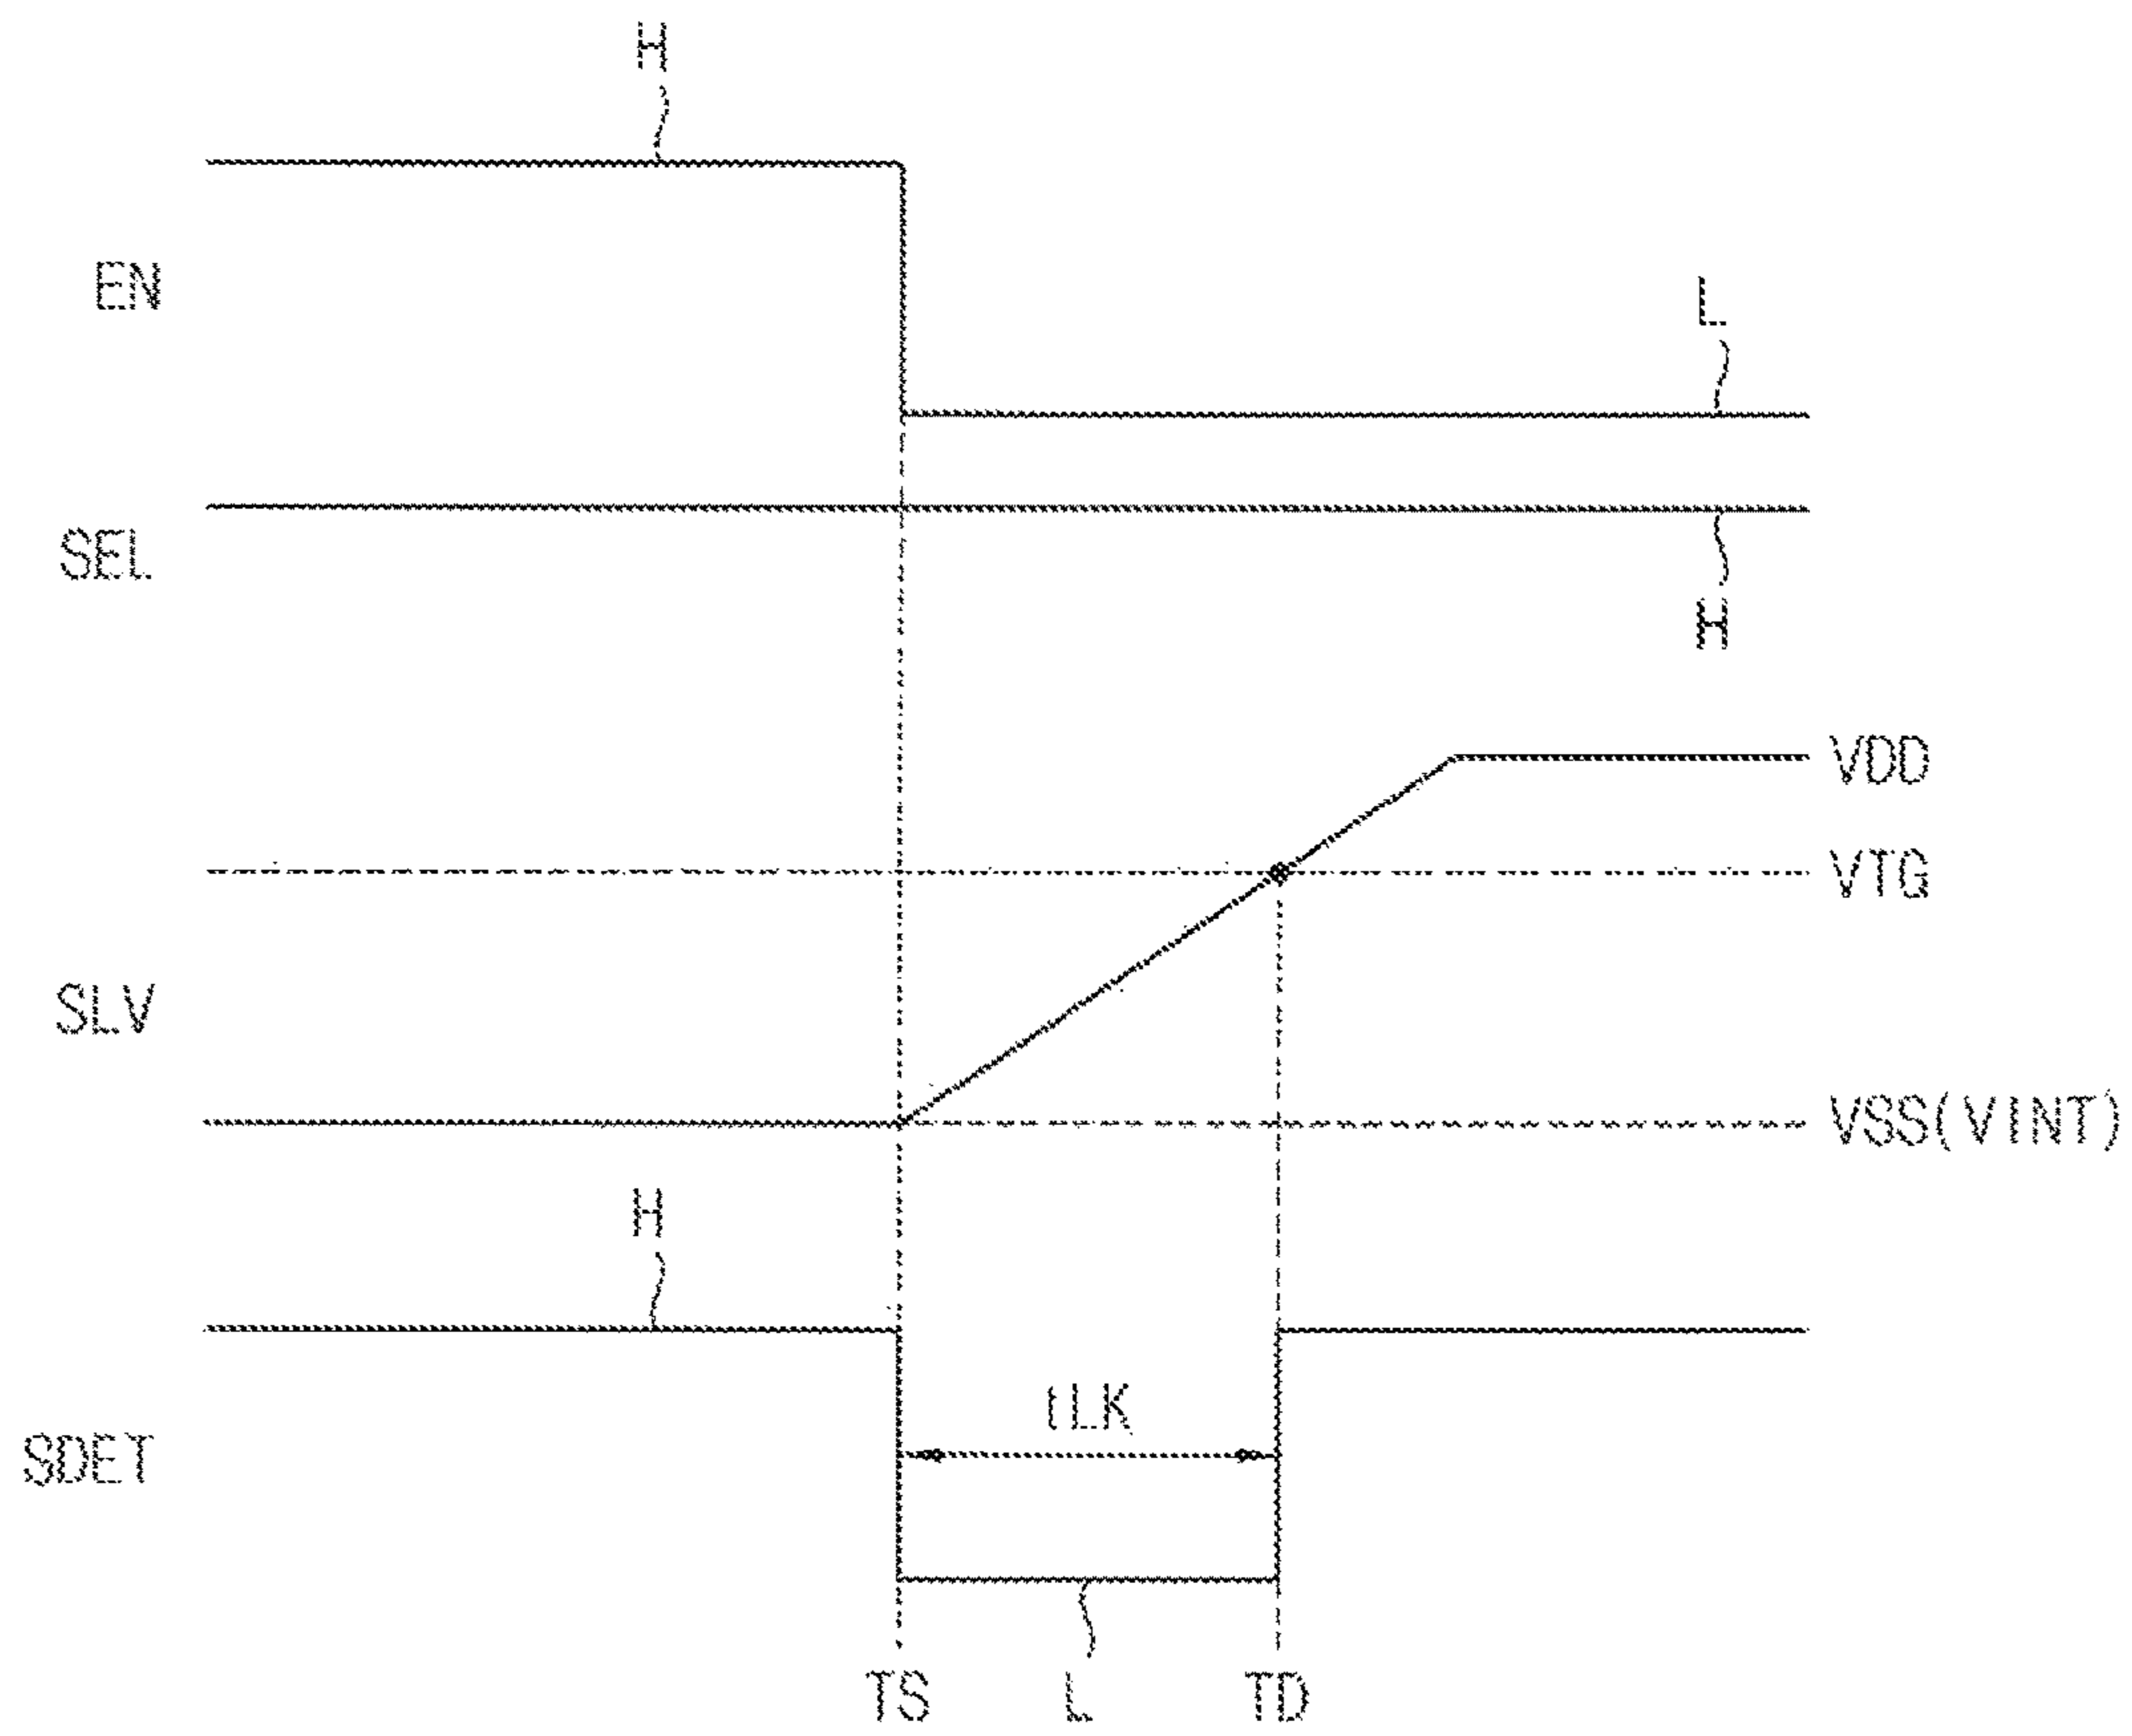 H
EN
L
SEL
H
VDD
VTG
SLV
VSS(VINT)
H
tLK
SDET
TS
L
TD